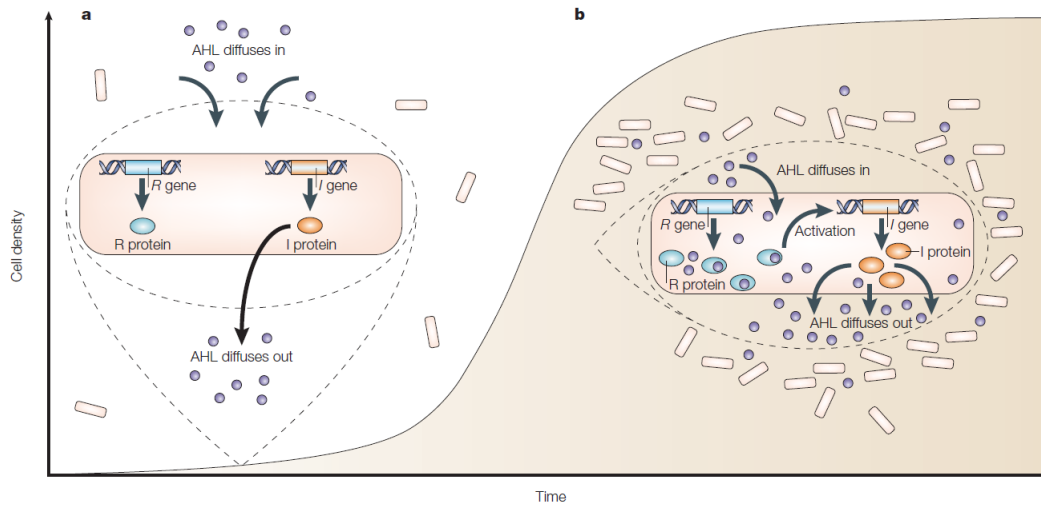 a
AHL diffuses in
R gene
I gene
R protein
I protein
AHL diffuses out
b
AHL diffuses in
R gene
Activation
I gene
I protein
R protein
AHL diffuses out
Cell density
Time